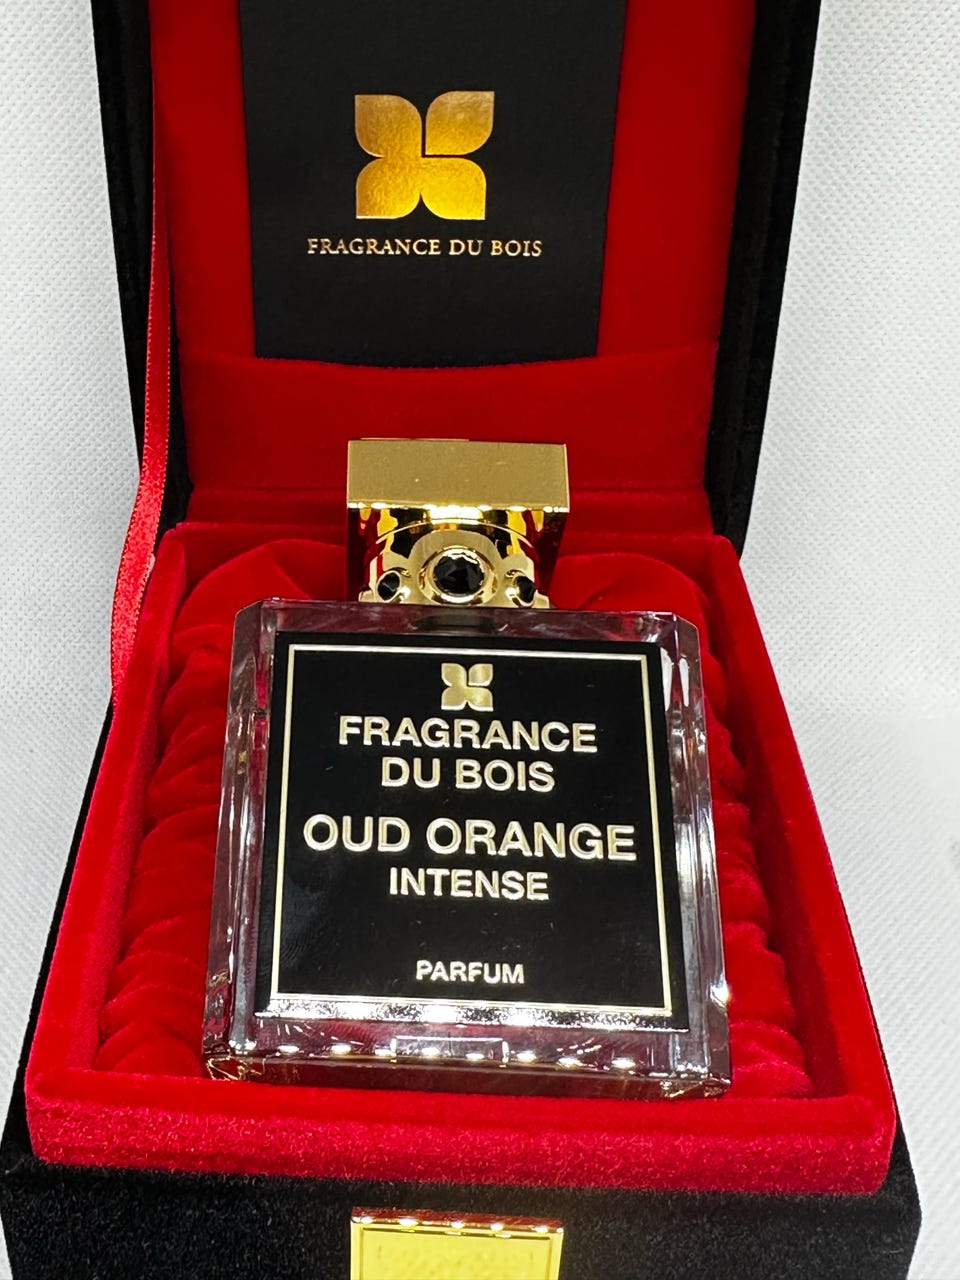 FRAGRANCE DU BOIS
FRAGRANCE
DU BOIS
OUD ORANGE
INTENSE
PARFUM